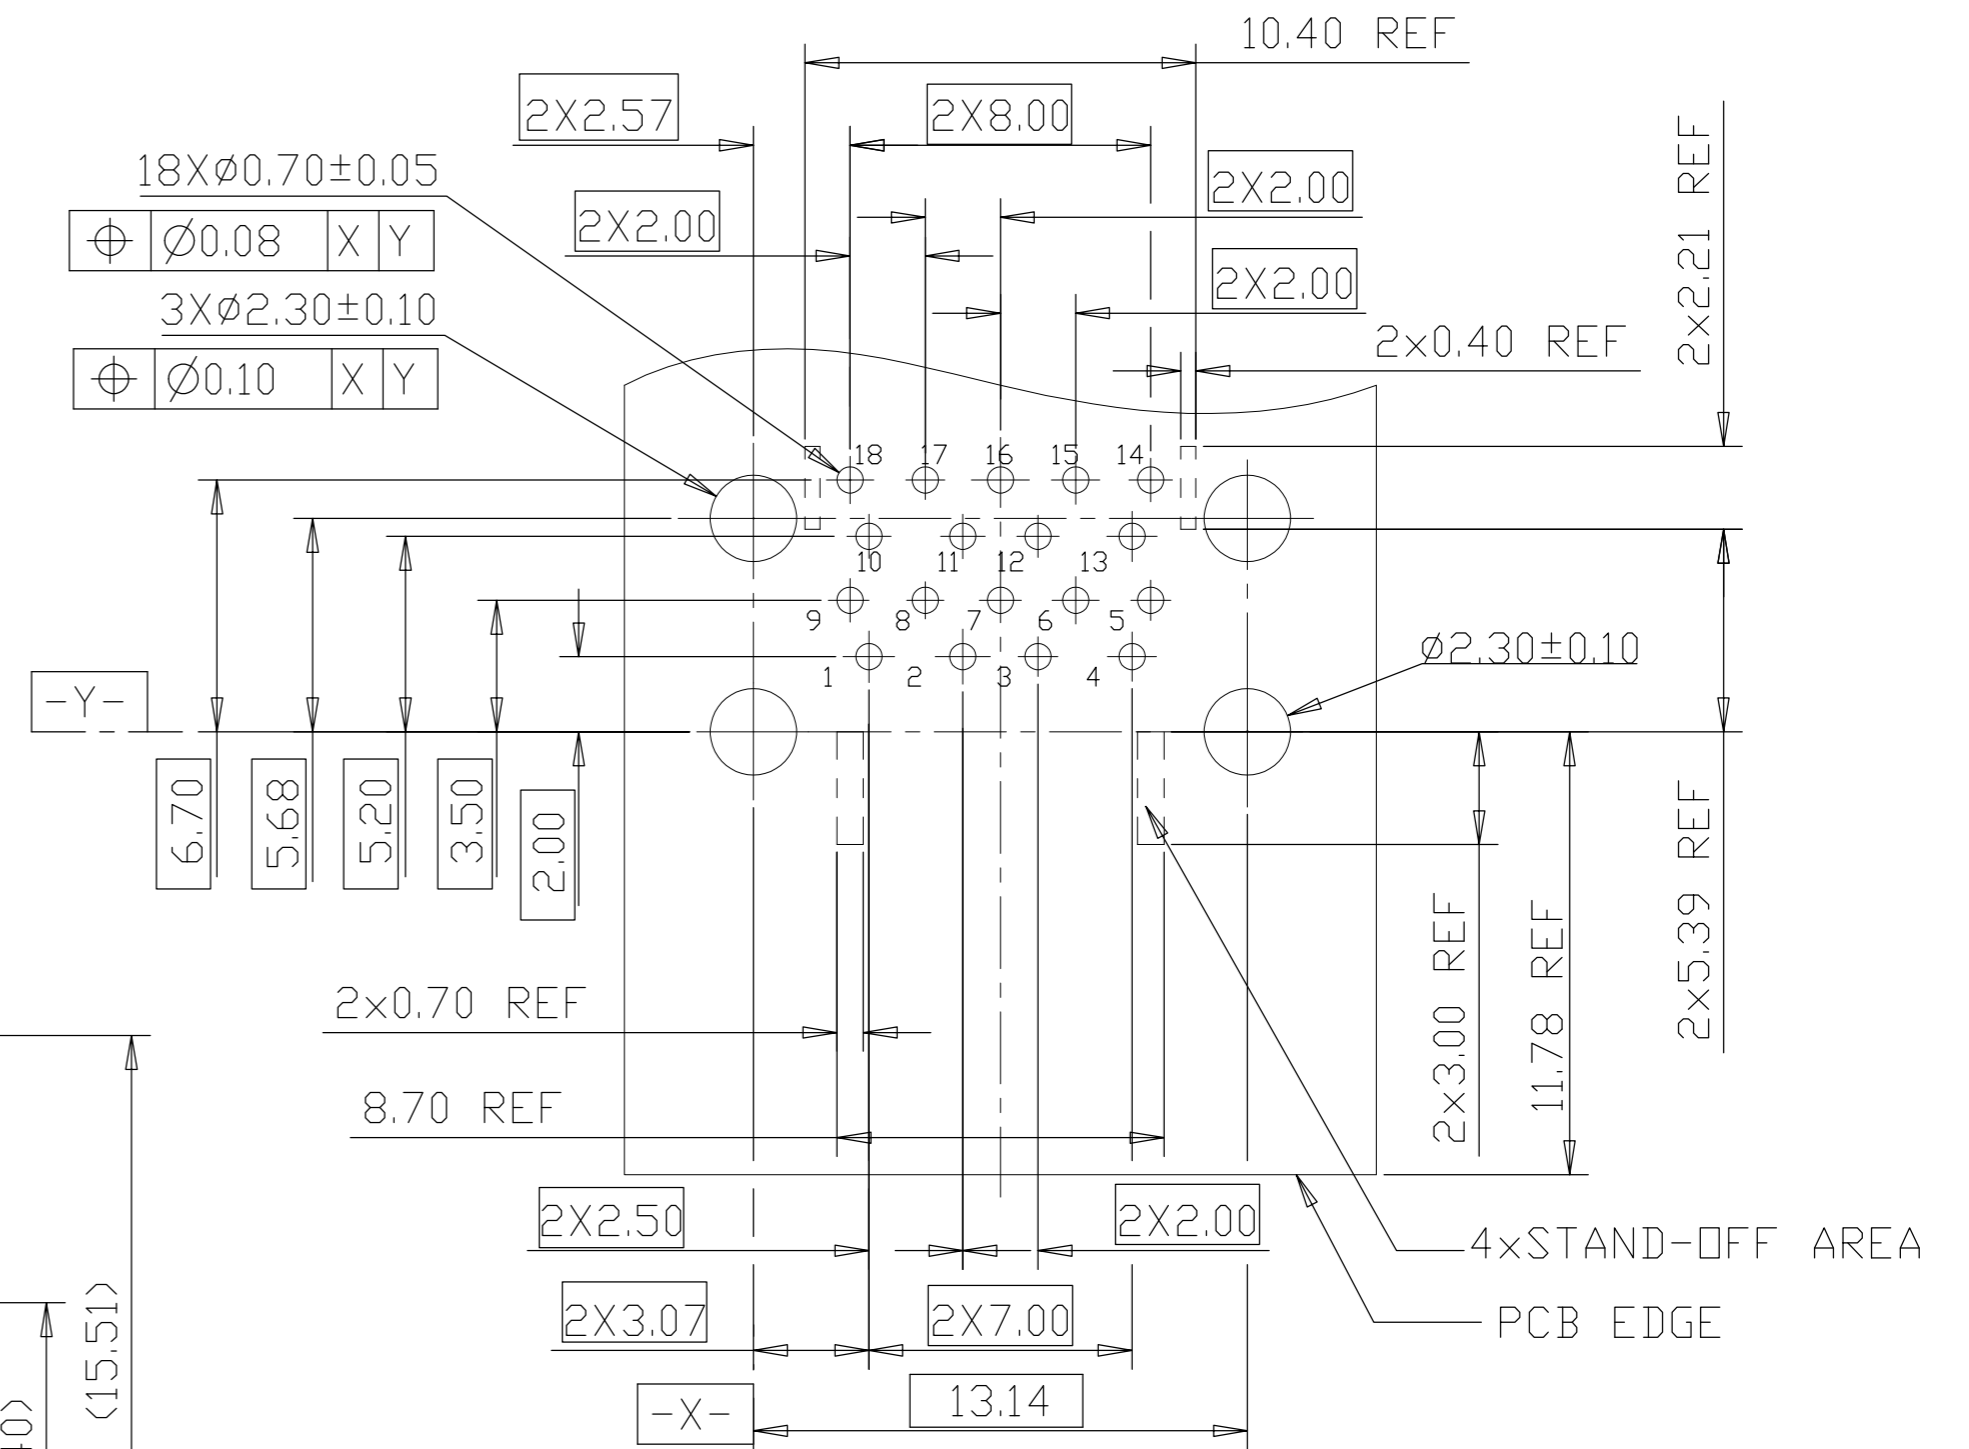 10.40 REF
2X2.57
2X8.00
18XØ0.70±0.05
2X2.00
2X2.00
Ø0.08 X Y
2X2.00
3XØ2.30±0.10
2x0.40 REF
2x2.21 REF
Ø0.10 X Y
18 17 16 15 14
10 11 12 13
9 8 7 6 5
1 2 3 4
Ø2.30±0.10
-Y-
6.70
5.68
5.20
3.50
2.00
2x3.00 REF
11.78 REF
2x5.39 REF
2x0.70 REF
8.70 REF
2X2.50
2X2.00
4xSTAND-OFF AREA
2X3.07
2X7.00
PCB EDGE
(15.51)
-X-
13.14